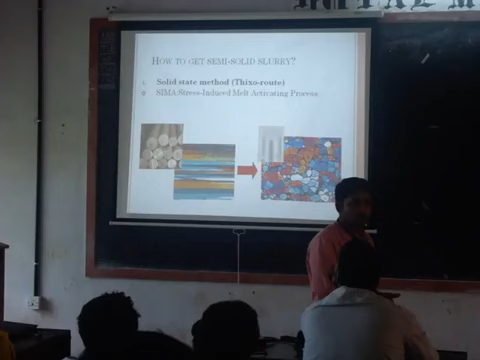 HOW TO GET SEMI-SOLID SLURRY?
Solid state method (Thixo-route)
SIMA:Stress-Induced Melt Activating Process